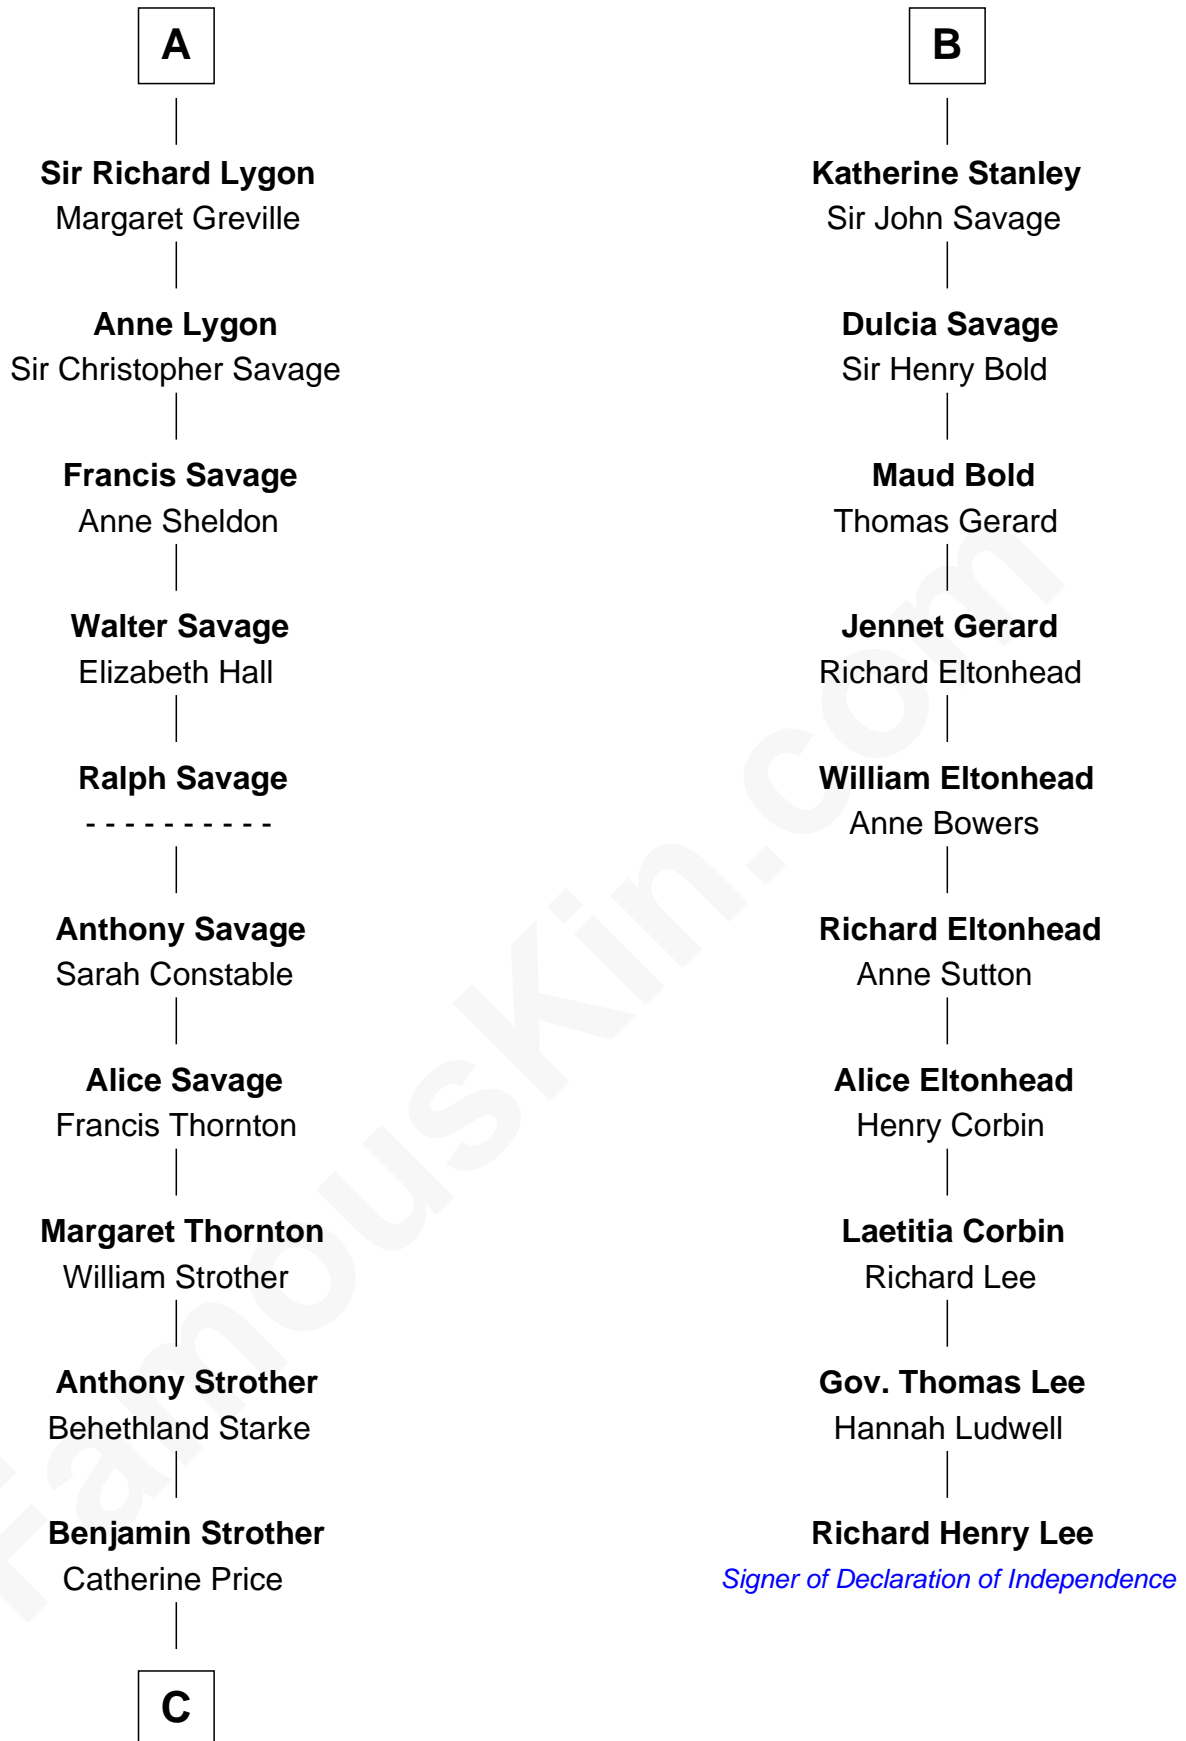 A
Sir Richard Lygon
Margaret Greville
Anne Lygon
Sir Christopher Savage
Francis Savage
Anne Sheldon
Walter Savage
Elizabeth Hall
Ralph Savage
- - - - - - - - - -
Anthony Savage
Sarah Constable
Alice Savage
Francis Thornton
Margaret Thornton
William Strother
Anthony Strother
Behethland Starke
Benjamin Strother
Catherine Price
C
B
Katherine Stanley
Sir John Savage
Dulcia Savage
Sir Henry Bold
Maud Bold
Thomas Gerard
Jennet Gerard
Richard Eltonhead
William Eltonhead
Anne Bowers
Richard Eltonhead
Anne Sutton
Alice Eltonhead
Henry Corbin
Laetitia Corbin
Richard Lee
Gov. Thomas Lee
Hannah Ludwell
Richard Henry Lee
Signer of Declaration of Independence
FamousKin.com